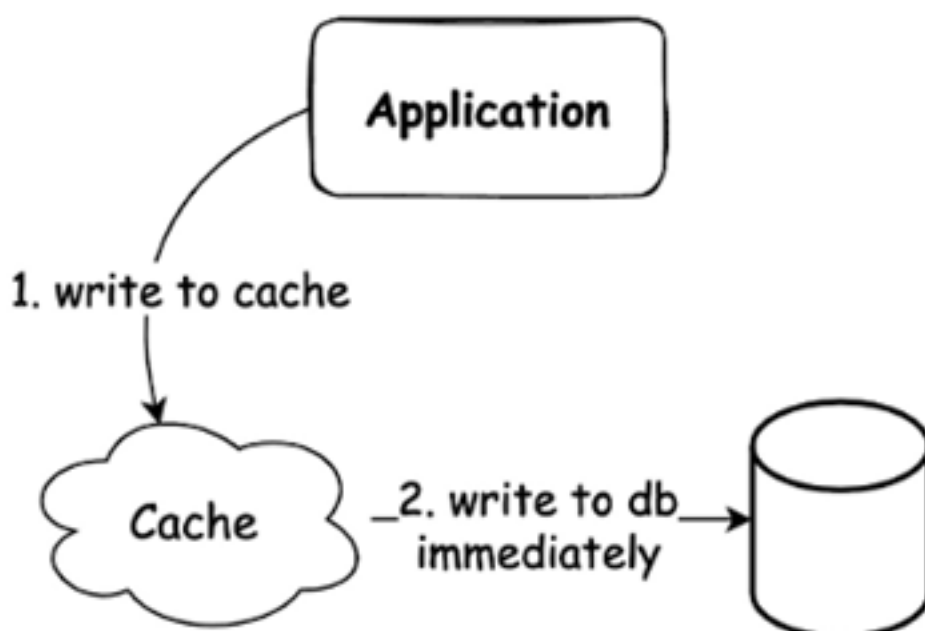 Application
1. write to cache
Cache
2. write to db
immediately